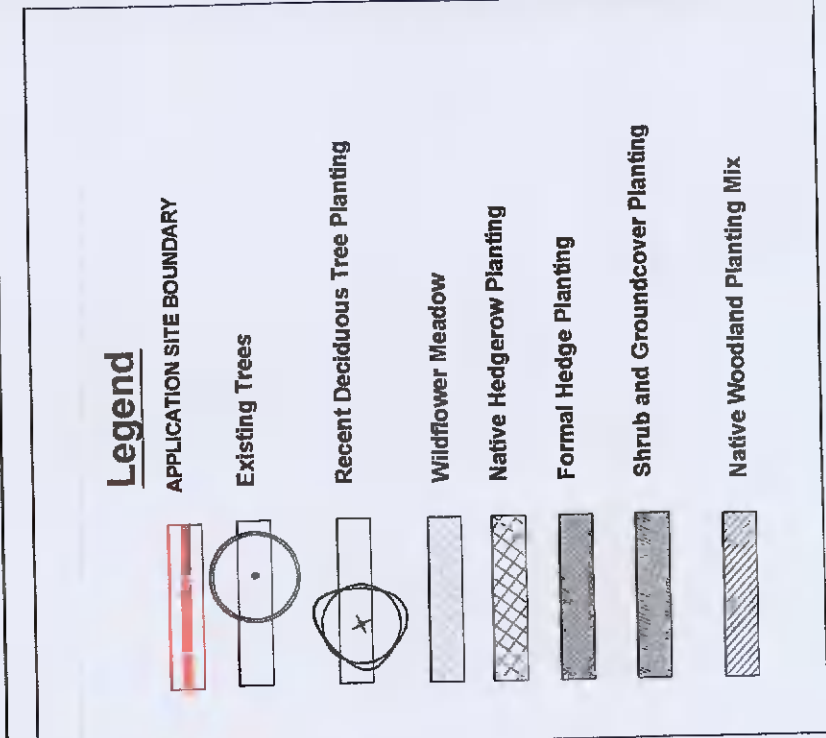 Legend
APPLICATION SITE BOUNDARY
Existing Trees
Recent Deciduous Tree Planting
Wildflower Meadow
Native Hedgerow Planting
Formal Hedge Planting
Shrub and Groundcover Planting
Native Woodland Planting Mix